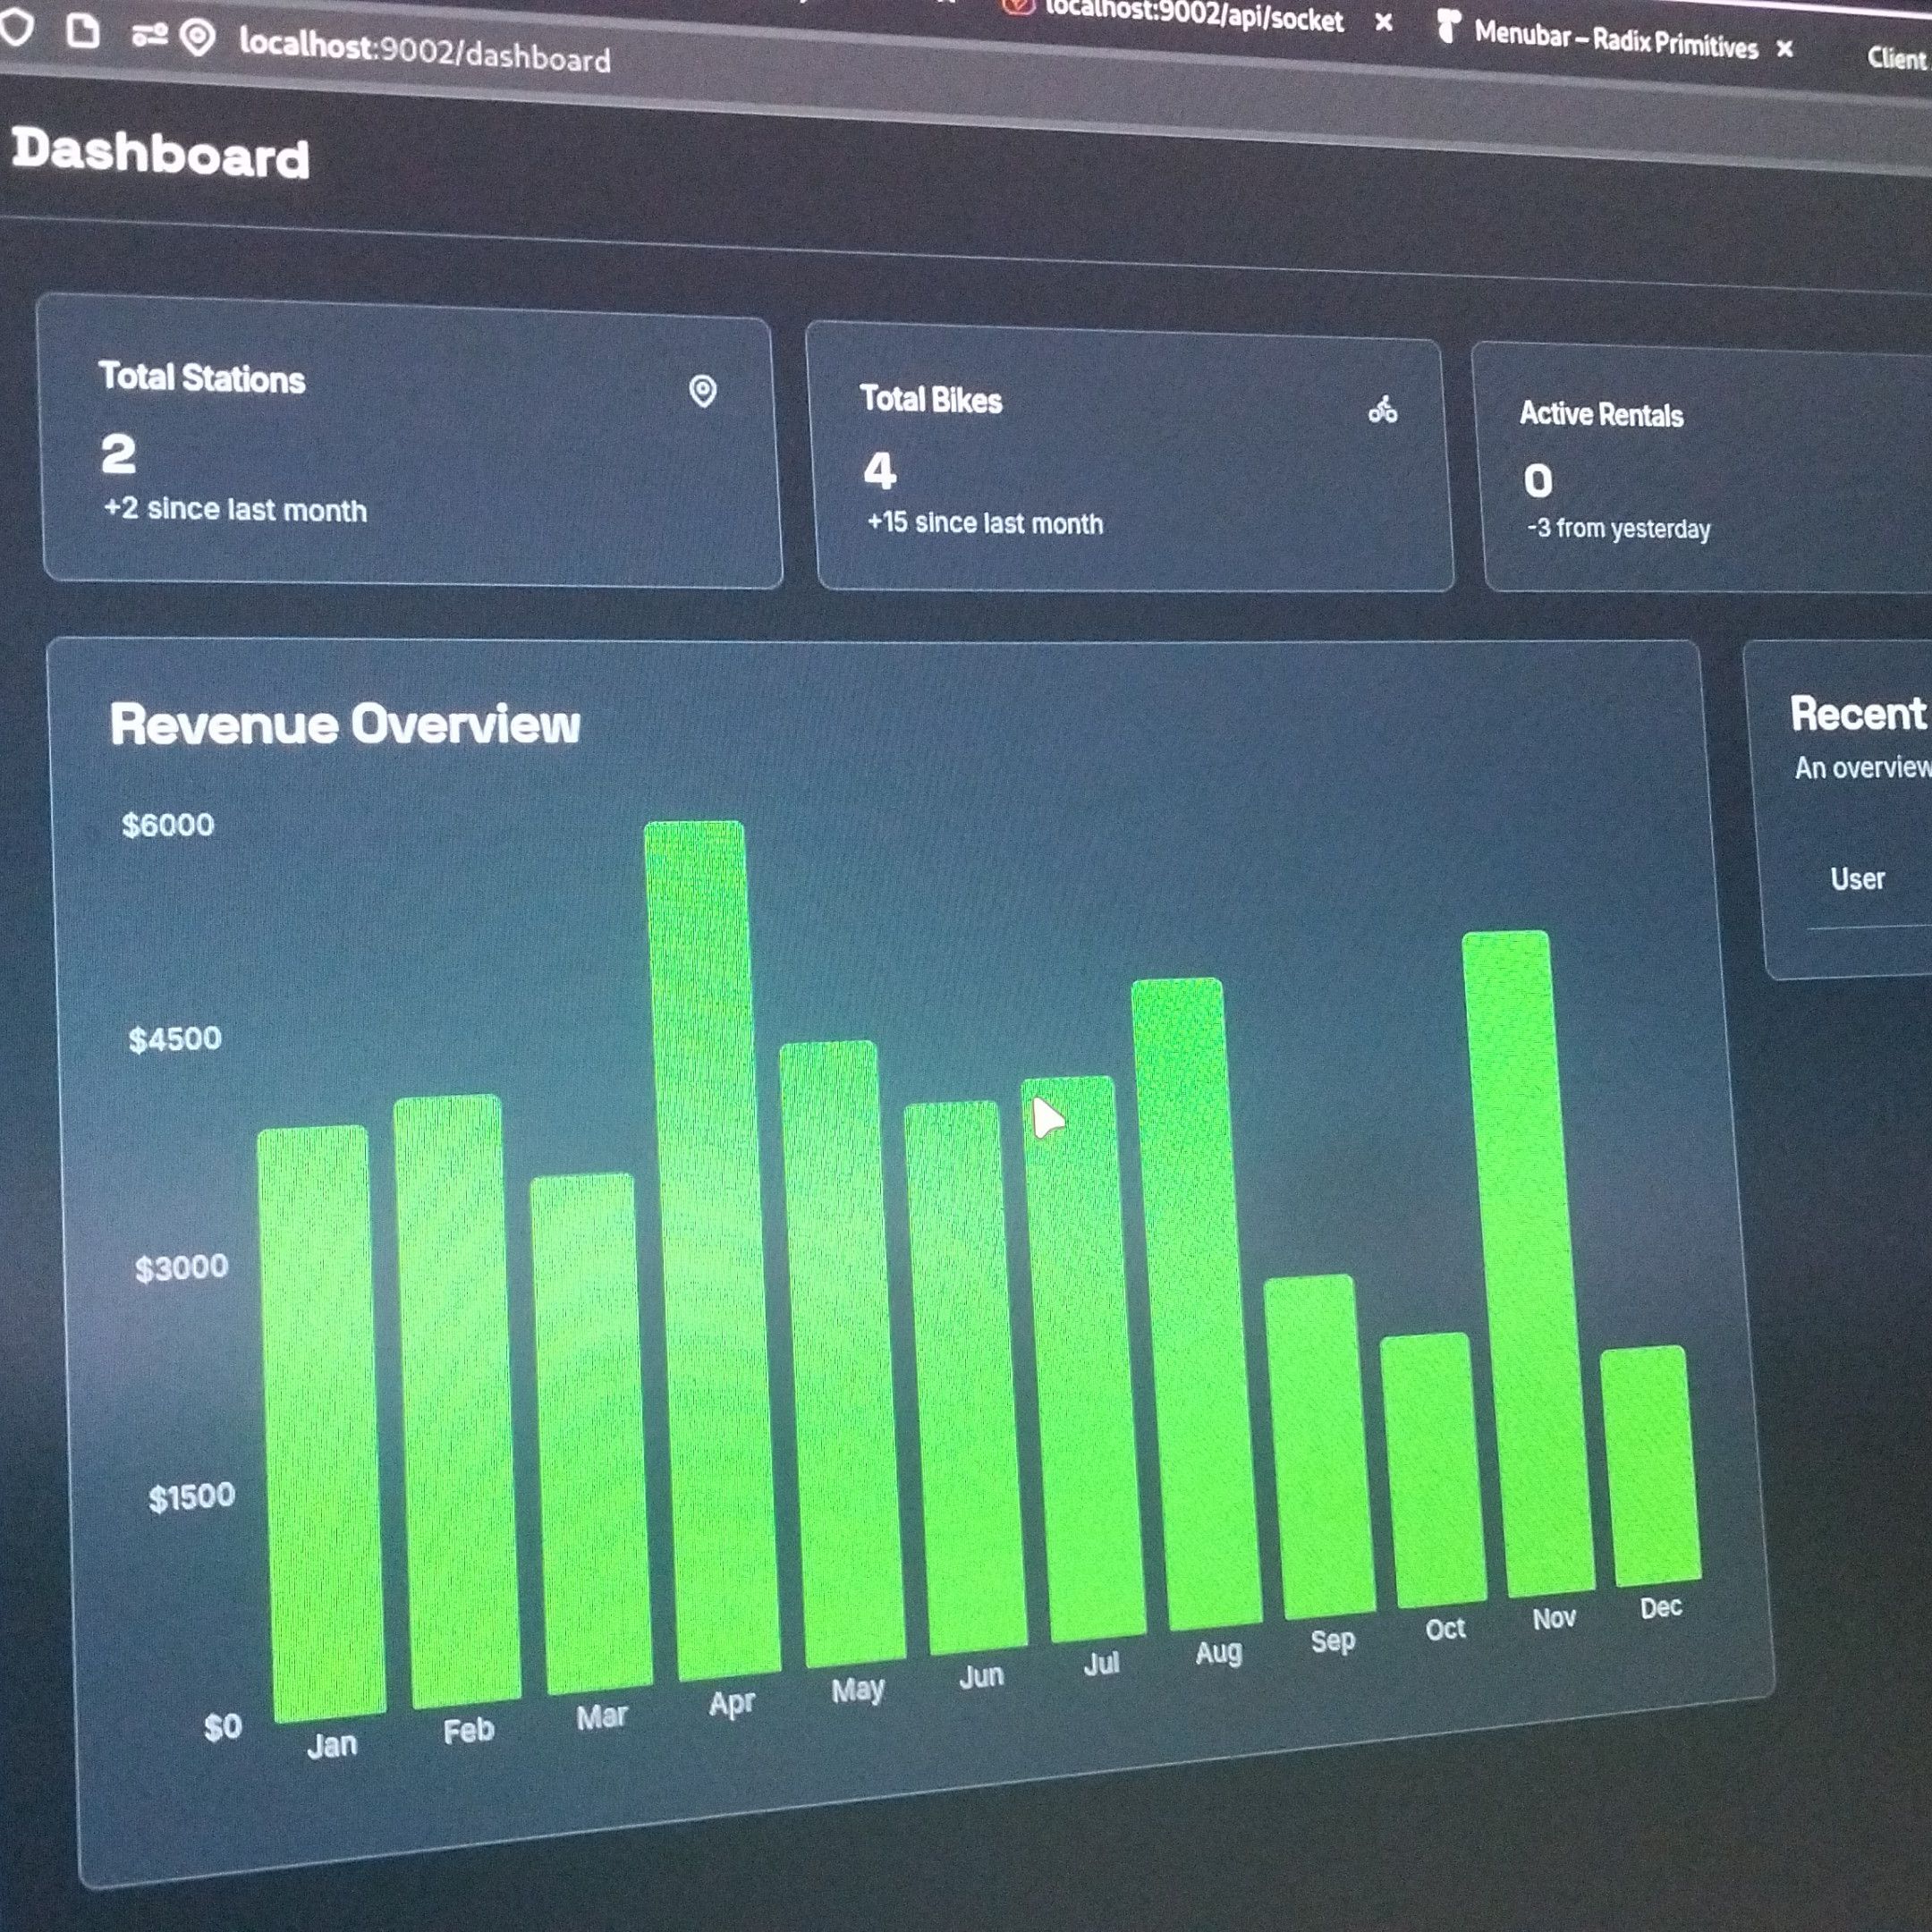 localhost:9002/api/socket
Menubar – Radix Primitives
Client
localhost:9002/dashboard
Dashboard
Total Stations
2
+2 since last month
Total Bikes
4
+15 since last month
Active Rentals
0
-3 from yesterday
Revenue Overview
$6000
$4500
$3000
$1500
$0
Jan
Feb
Mar
Apr
May
Jun
Jul
Aug
Sep
Oct
Nov
Dec
Recent
An overview
User